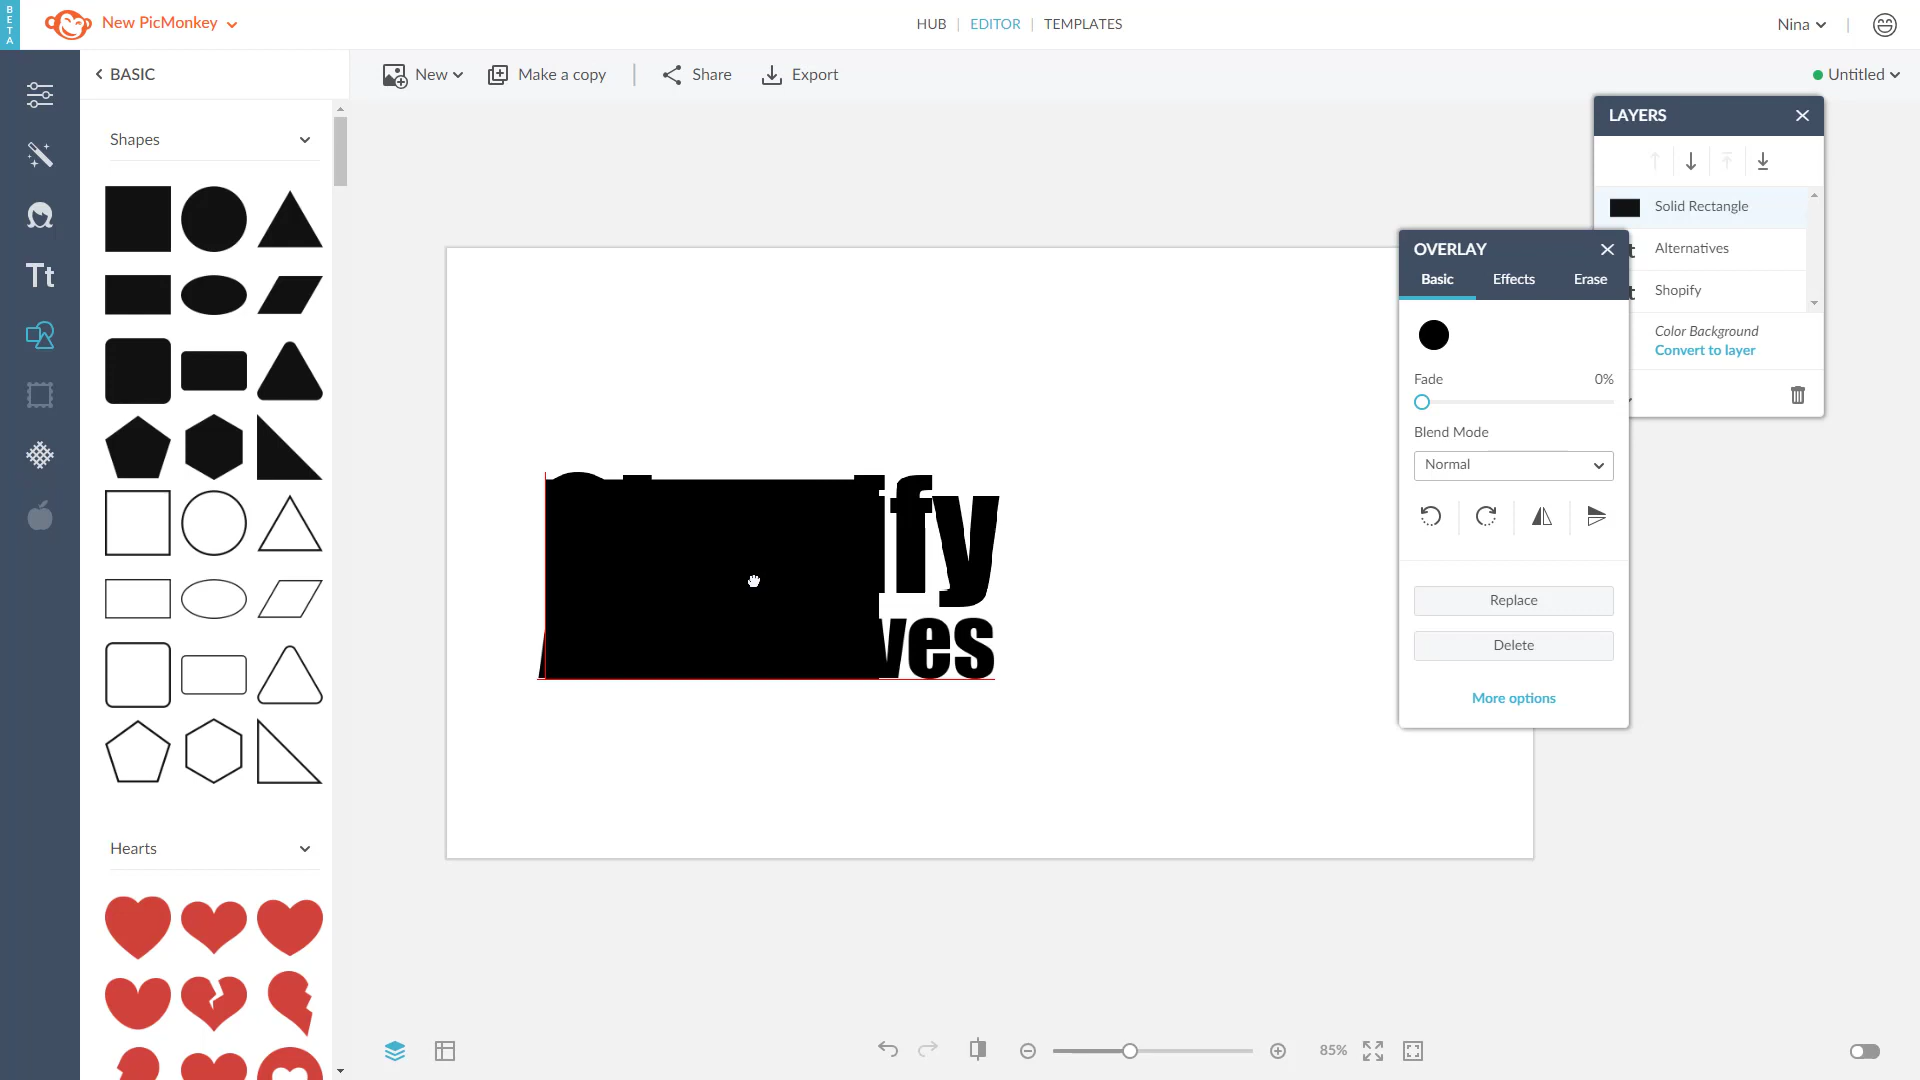 BETA
New PicMonkey
HUB | EDITOR | TEMPLATES
Nina
BASIC
New
Make a copy
Share
Export
Untitled
Shapes
Hearts
LAYERS
Solid Rectangle
Alternatives
Shopify
Color Background
Convert to layer
OVERLAY
Basic
Effects
Erase
Fade
0%
Blend Mode
Normal
Replace
Delete
More options
ify
ves
Tt
85%